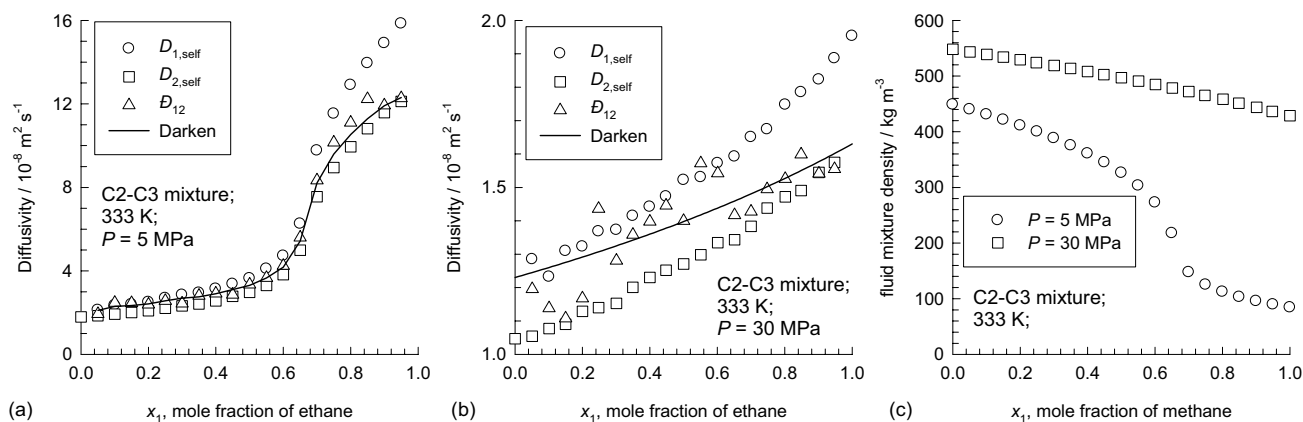 16
12
8
4
0
Diffusivity / 10⁻⁸ m² s⁻¹
D₁,self
D₂,self
Đ₁₂
Darken
C2-C3 mixture;
333 K;
P = 5 MPa
0.0 0.2 0.4 0.6 0.8 1.0
(a) x₁, mole fraction of ethane
2.0
1.5
1.0
Diffusivity / 10⁻⁸ m² s⁻¹
D₁,self
D₂,self
Đ₁₂
Darken
C2-C3 mixture;
333 K;
P = 30 MPa
0.0 0.2 0.4 0.6 0.8 1.0
(b) x₁, mole fraction of ethane
600
500
400
300
200
100
0
fluid mixture density / kg m⁻³
P = 5 MPa
P = 30 MPa
C2-C3 mixture;
333 K;
0.0 0.2 0.4 0.6 0.8 1.0
(c) x₁, mole fraction of methane